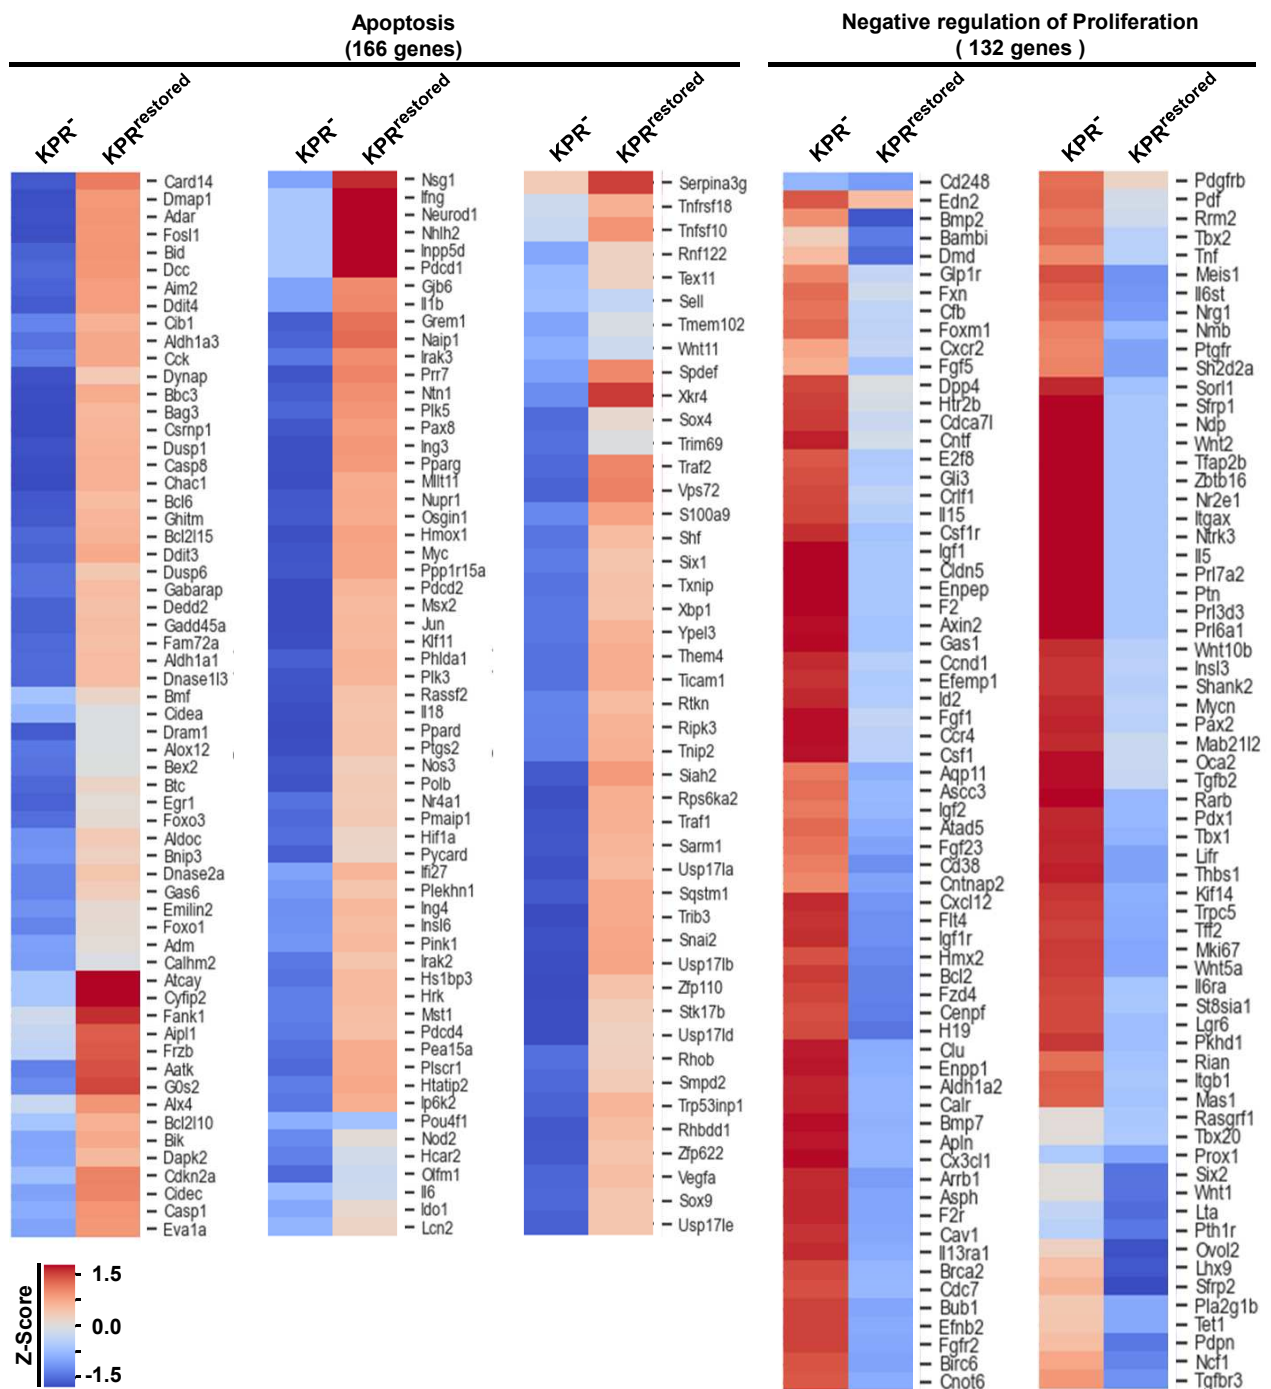 Apoptosis
(166 genes)
Negative regulation of Proliferation
( 132 genes )
KPR-
KPRrestored
KPR-
KPRrestored
KPR-
KPRrestored
KPR-
KPRrestored
KPR-
KPRrestored
Card14
Dmap1
Adar
Fosl1
Bid
Dcc
Aim2
Ddit4
Cib1
Aldh1a3
Cck
Dynap
Bbc3
Bag3
Csrnp1
Dusp1
Casp8
Chac1
Bcl6
Ghitm
Bcl2l15
Ddit3
Dusp6
Gabarap
Dedd2
Gadd45a
Fam72a
Aldh1a1
Dnase1l3
Bmf
Cidea
Dram1
Alox12
Bex2
Btc
Egr1
Foxo3
Aldoc
Bnip3
Dnase2a
Gas6
Emilin2
Foxo1
Adm
Calhm2
Atcay
Cyfip2
Fank1
Aipl1
Frzb
Aatk
G0s2
Alx4
Bcl2l10
Bik
Dapk2
Cdkn2a
Cidec
Casp1
Eva1a
Nsg1
Ifng
Neurod1
Nhlh2
Inpp5d
Pdcd1
Gjb6
Il1b
Grem1
Naip1
Irak3
Prr7
Ntn1
Plk5
Pax8
Ing3
Pparg
Mllt11
Nupr1
Osgin1
Hmox1
Myc
Ppp1r15a
Pdcd2
Msx2
Jun
Klf11
Phlda1
Plk3
Rassf2
Il18
Ppard
Ptgs2
Nos3
Polb
Nr4a1
Pmaip1
Hif1a
Pycard
Ifi27
Plekhn1
Ing4
Insl6
Pink1
Irak2
Hs1bp3
Hrk
Mst1
Pdcd4
Pea15a
Plscr1
Htatip2
Ip6k2
Pou4f1
Nod2
Hcar2
Olfm1
Il6
Ido1
Lcn2
Serpina3g
Tnfrsf18
Tnfsf10
Rnf122
Tex11
Sell
Tmem102
Wnt11
Spdef
Xkr4
Sox4
Trim69
Traf2
Vps72
S100a9
Shf
Six1
Txnip
Xbp1
Ypel3
Them4
Ticam1
Rtkn
Ripk3
Tnip2
Siah2
Rps6ka2
Traf1
Sarm1
Usp17la
Sqstm1
Trib3
Snai2
Usp17lb
Zfp110
Stk17b
Usp17ld
Rhob
Smpd2
Trp53inp1
Rhbdd1
Zfp622
Vegfa
Sox9
Usp17le
Cd248
Edn2
Bmp2
Bambi
Dmd
Glp1r
Fxn
Cfb
Foxm1
Cxcr2
Fgf5
Dpp4
Htr2b
Cdca7l
Cntf
E2f8
Gli3
Crlf1
Il15
Csf1r
Igf1
Cldn5
Enpep
F2
Axin2
Gas1
Ccnd1
Efemp1
Id2
Fgf1
Ccr4
Csf1
Aqp11
Ascc3
Igf2
Atad5
Fgf23
Cd38
Cntnap2
Cxcl12
Flt4
Igf1r
Hmx2
Bcl2
Fzd4
Cenpf
H19
Clu
Enpp1
Aldh1a2
Calr
Bmp7
Apln
Cx3cl1
Arrb1
Asph
F2r
Cav1
Il13ra1
Brca2
Cdc7
Bub1
Efnb2
Fgfr2
Birc6
Cnot6
Pdgfrb
Pdf
Rrm2
Tbx2
Tnf
Meis1
Il6st
Nrg1
Nmb
Ptgfr
Sh2d2a
Sorl1
Sfrp1
Ndp
Wnt2
Tfap2b
Zbtb16
Nr2e1
Itgax
Ntrk3
Il5
Prl7a2
Ptn
Prl3d3
Prl6a1
Wnt10b
Insl3
Shank2
Mycn
Pax2
Mab21l2
Oca2
Tgfb2
Rarb
Pdx1
Tbx1
Lifr
Thbs1
Kif14
Trpc5
Tff2
Mki67
Wnt5a
Il6ra
St8sia1
Lgr6
Pkhd1
Rian
Itgb1
Mas1
Rasgrf1
Tbx20
Prox1
Six2
Wnt1
Lta
Pth1r
Ovol2
Lhx9
Sfrp2
Pla2g1b
Tet1
Pdpn
Ncf1
Tgfbr3
Z-Score
1.5
0.0
-1.5